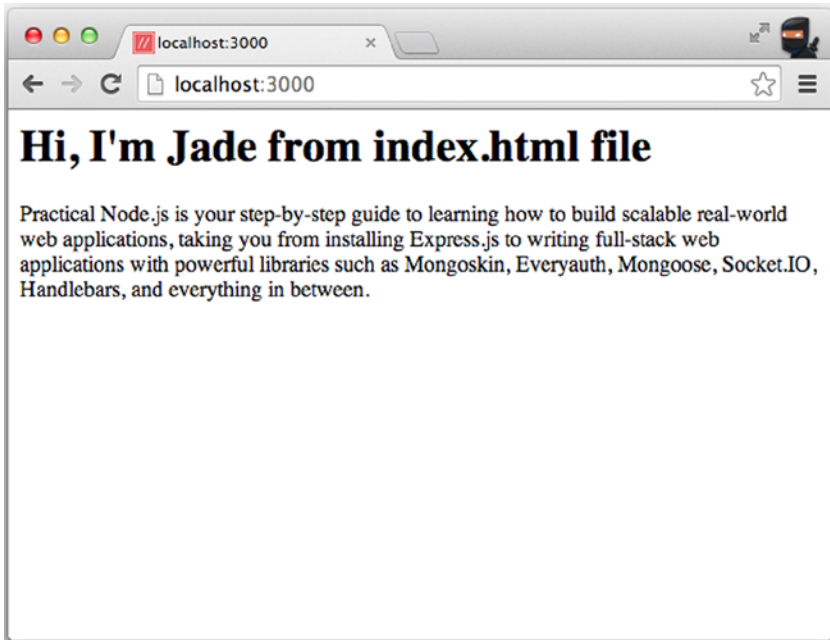 localhost:3000
localhost:3000
Hi, I'm Jade from index.html file
Practical Node.js is your step-by-step guide to learning how to build scalable real-world
web applications, taking you from installing Express.js to writing full-stack web
applications with powerful libraries such as Mongoskin, Everyauth, Mongoose, Socket.IO,
Handlebars, and everything in between.